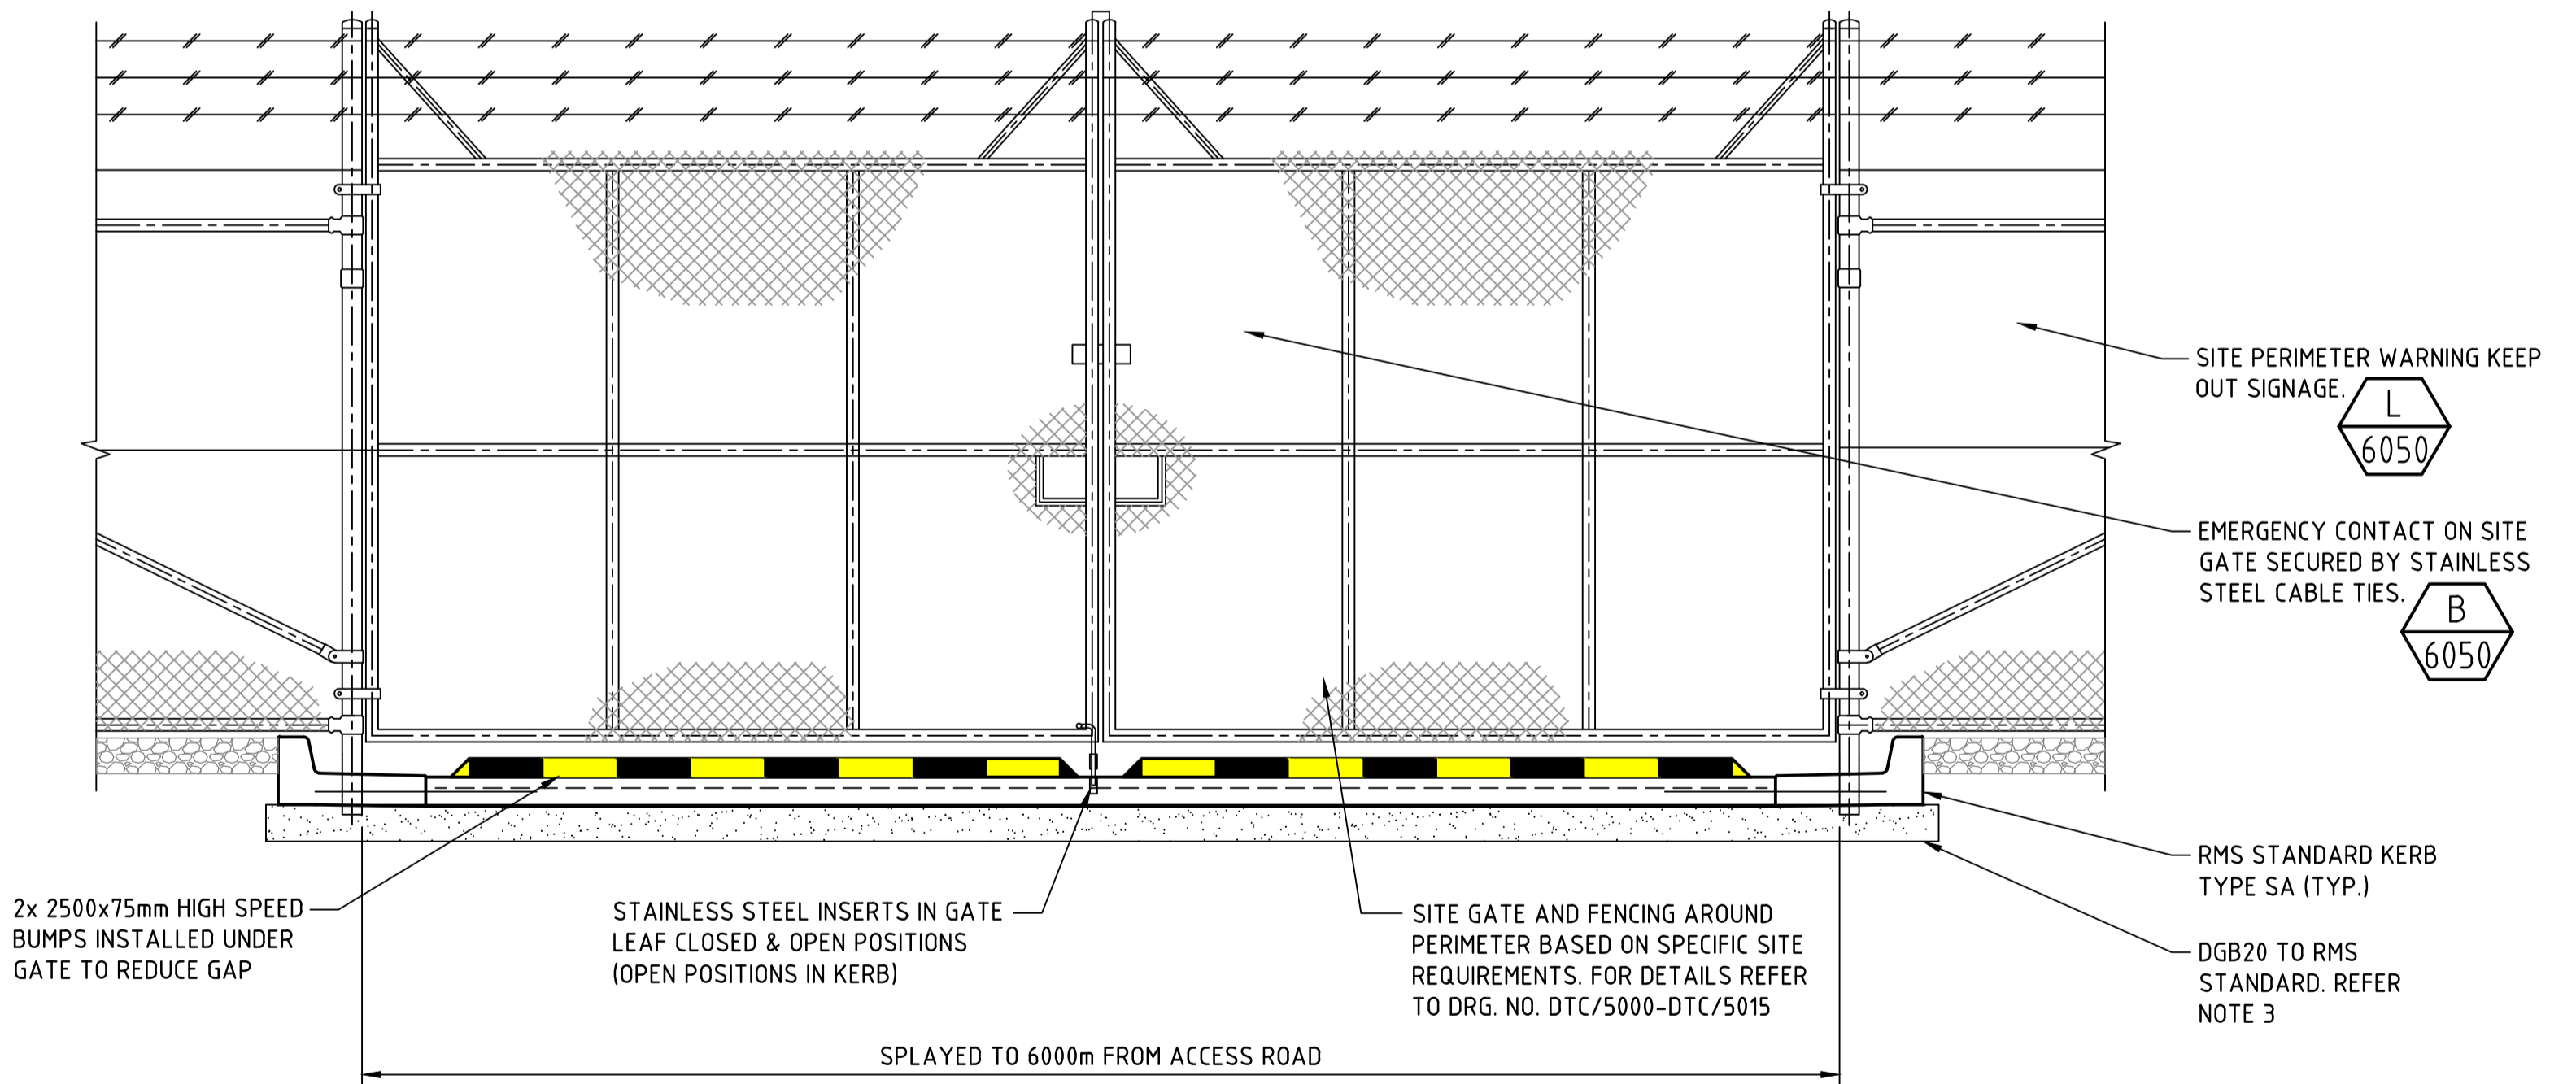 SITE PERIMETER WARNING KEEP
OUT SIGNAGE.
L
6050
EMERGENCY CONTACT ON SITE
GATE SECURED BY STAINLESS
STEEL CABLE TIES.
B
6050
RMS STANDARD KERB
TYPE SA (TYP.)
2x 2500x75mm HIGH SPEED
BUMPS INSTALLED UNDER
GATE TO REDUCE GAP
STAINLESS STEEL INSERTS IN GATE
LEAF CLOSED & OPEN POSITIONS
(OPEN POSITIONS IN KERB)
SITE GATE AND FENCING AROUND
PERIMETER BASED ON SPECIFIC SITE
REQUIREMENTS. FOR DETAILS REFER
TO DRG. NO. DTC/5000-DTC/5015
DGB20 TO RMS
STANDARD. REFER
NOTE 3
SPLAYED TO 6000m FROM ACCESS ROAD